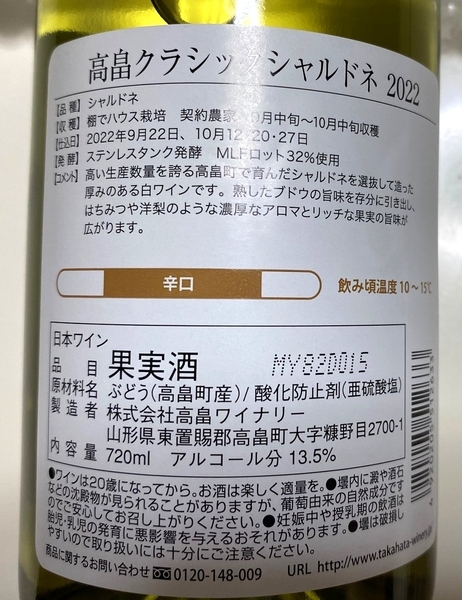 高畠クラシックシャルドネ 2022
【品 種】 シャルドネ
【収 穫】 棚でハウス栽培 契約農家 9月中旬〜10月中旬収穫
【仕込日】 2022年9月22日、10月12・20・27日
【発 酵】 ステンレスタンク発酵 MLFロット32%使用
【コメント】 高い生産数量を誇る高畠町で育んだシャルドネを選抜して造った
厚みのある白ワインです。熟したブドウの旨味を存分に引き出し、
はちみつや洋梨のような濃厚なアロマとリッチな果実の旨味が
広がります。
辛口 飲み頃温度 10〜15℃
日本ワイン
品 目 果実酒 MY82D015
原材料名 ぶどう(高畠町産)/酸化防止剤(亜硫酸塩)
製 造 者 株式会社高畠ワイナリー
山形県東置賜郡高畠町大字糠野目2700-1
内 容 量 720ml アルコール分 13.5%
●ワインは20歳になってから。お酒は楽しく適量を。●壜内に澱や酒石
などの沈殿物が見られることがありますが、葡萄由来の自然成分です
のでご安心してお召し上がりください。●妊娠中や授乳期の飲酒は
胎児・乳児の発育に悪影響を与えるおそれがあります。●壜は破損し
やすいので取り扱いには十分にご注意ください。
商品に関するお問い合わせ 0120-148-009 URL http://www.takahata-winery.jp